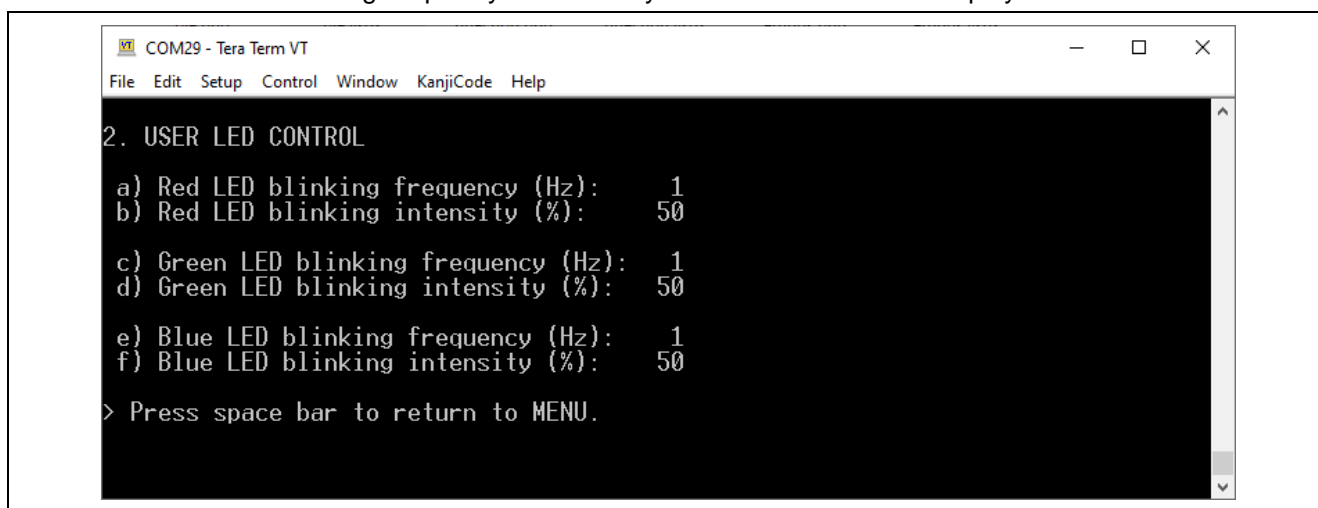 COM29 - Tera Term VT
File Edit Setup Control Window KanjiCode Help
2. USER LED CONTROL
a) Red LED blinking frequency (Hz): 1
b) Red LED blinking intensity (%): 50
c) Green LED blinking frequency (Hz): 1
d) Green LED blinking intensity (%): 50
e) Blue LED blinking frequency (Hz): 1
f) Blue LED blinking intensity (%): 50
> Press space bar to return to MENU.